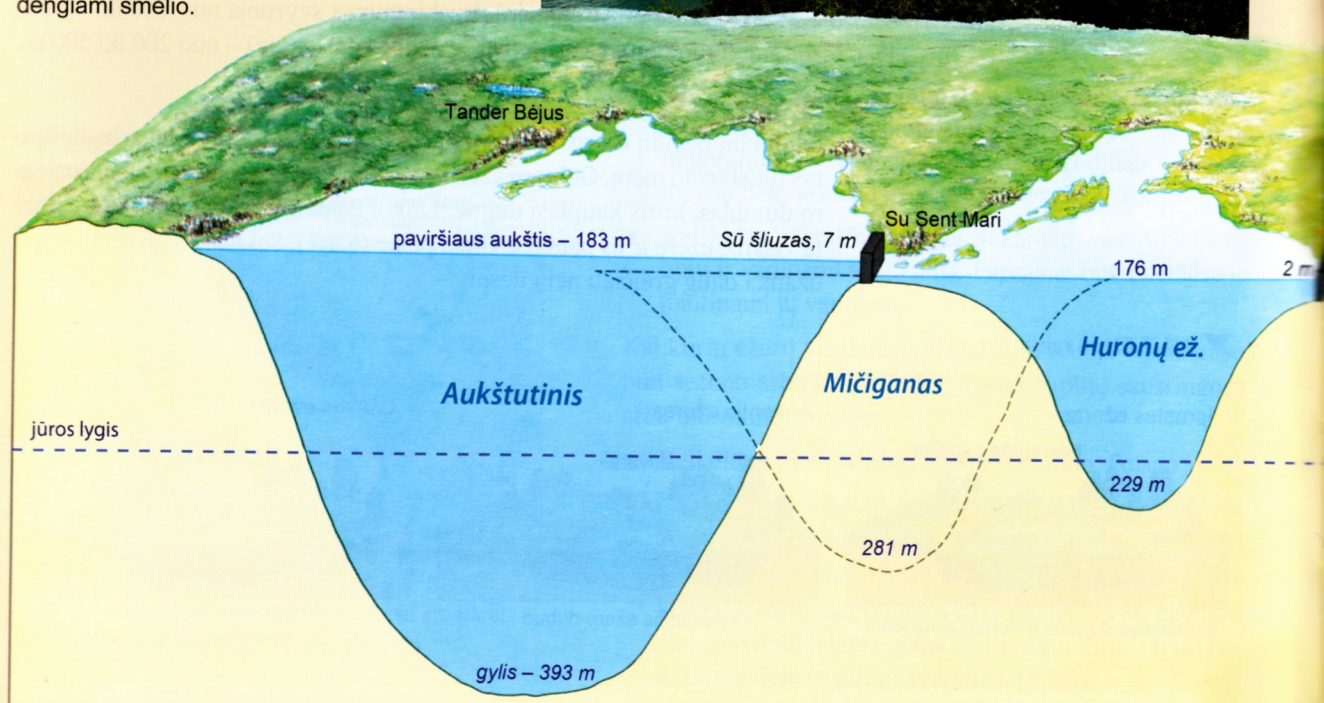 dengiami smėlio.
Tander Bėjus
Su Sent Mari
paviršiaus aukštis – 183 m
Sū šliuzas, 7 m
176 m
2 m
Huronų ež.
Aukštutinis
Mičiganas
jūros lygis
229 m
281 m
gylis – 393 m